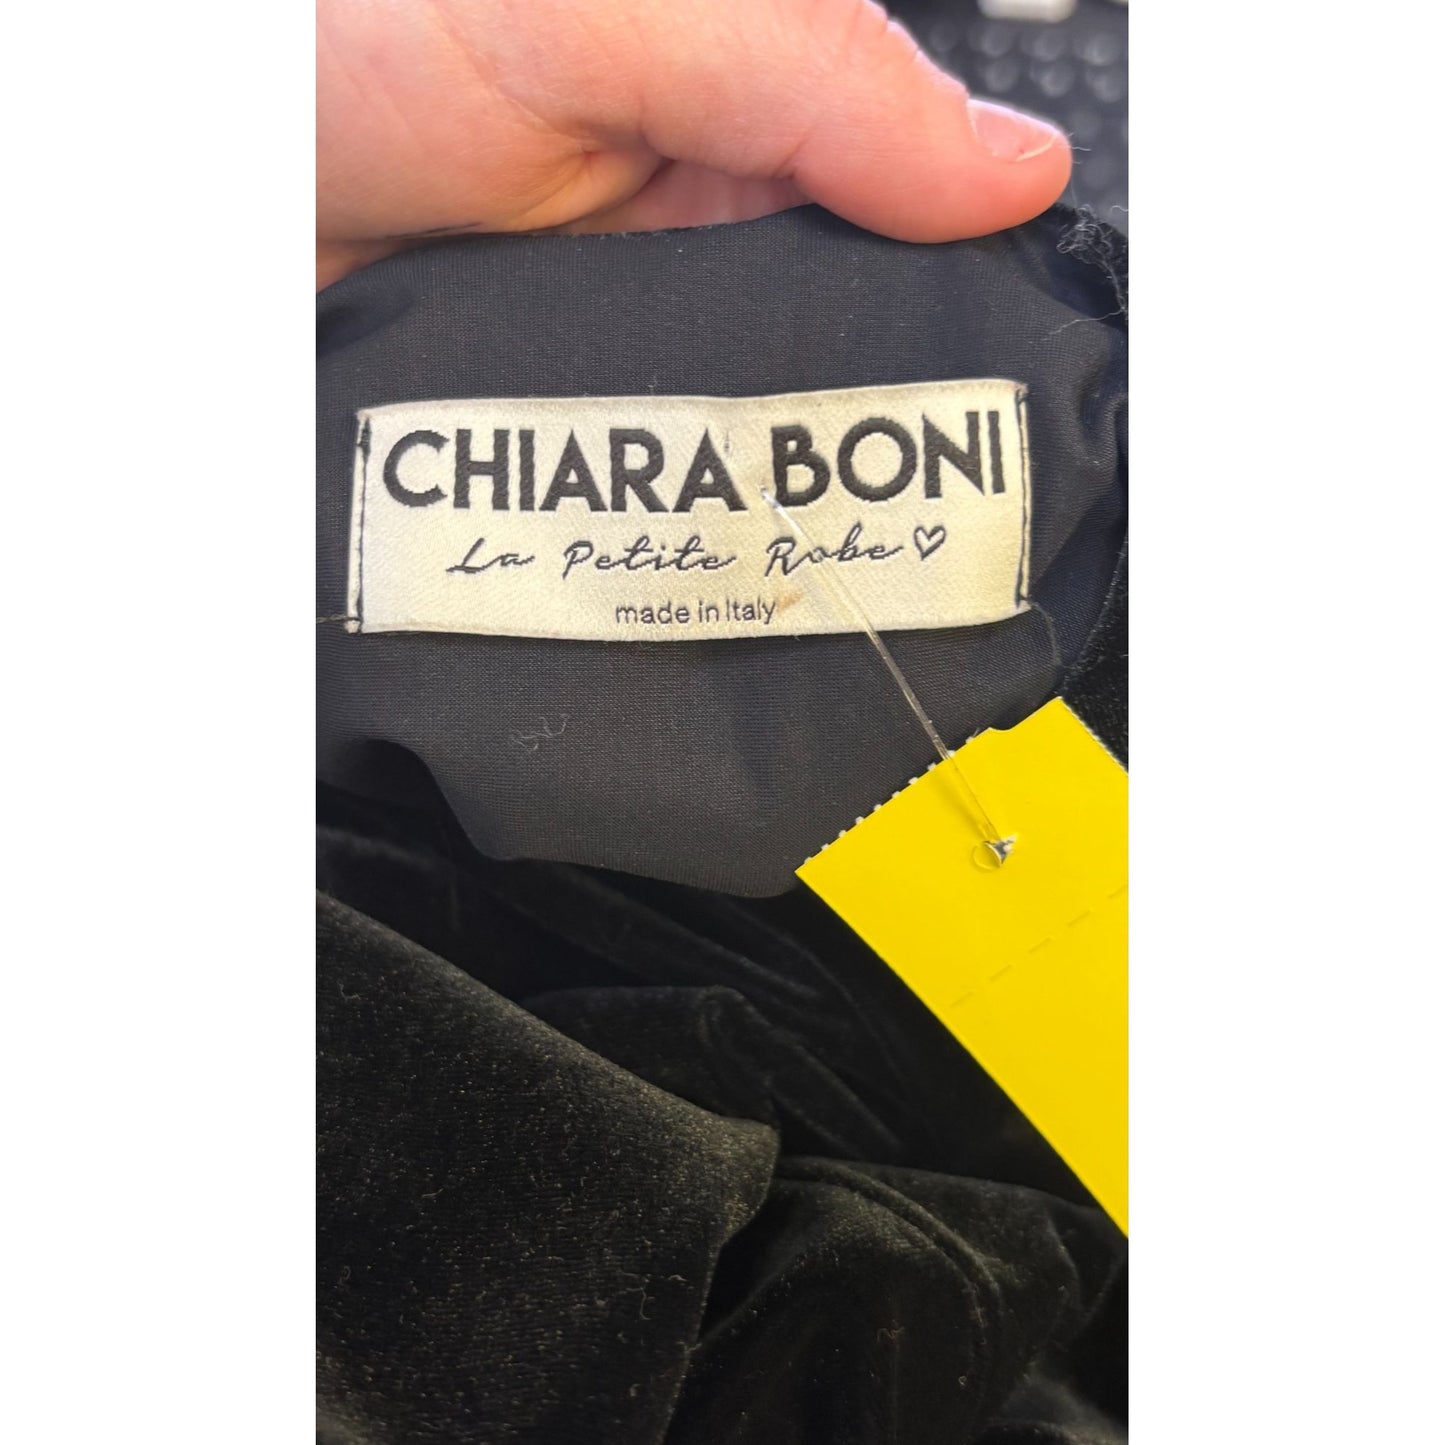 CHIARA BONI
La Petite Robe ♡
made in Italy